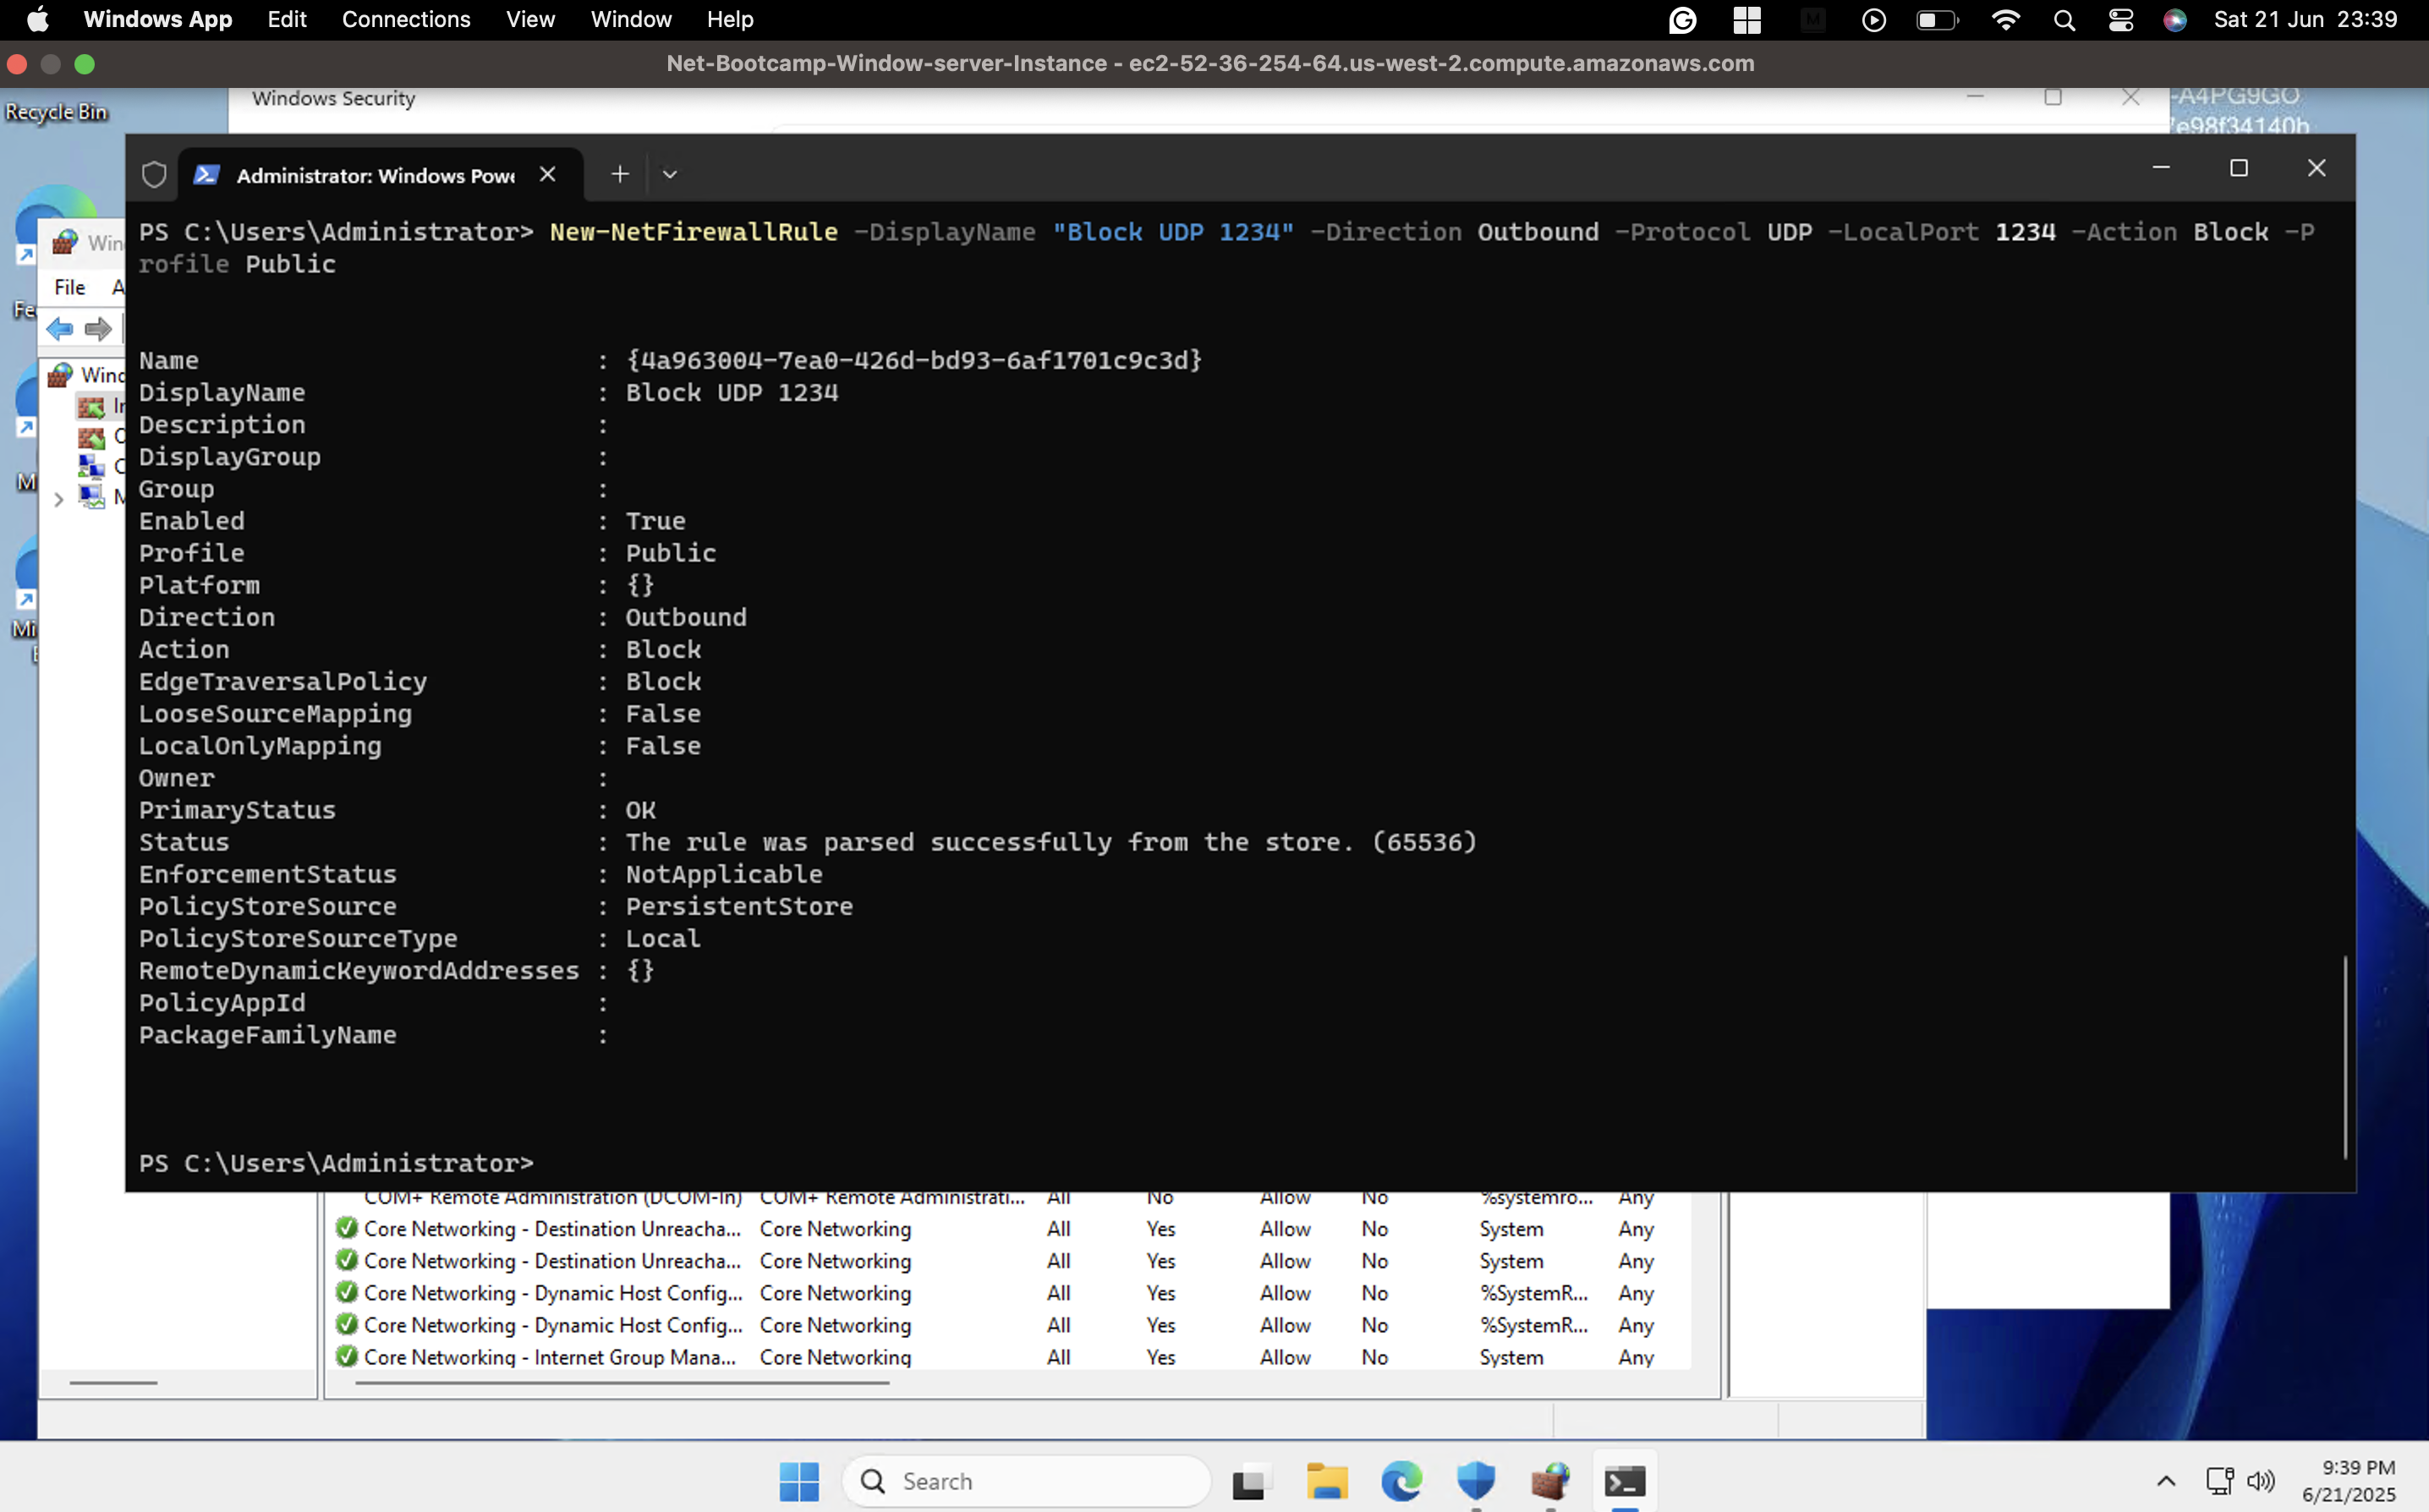 Windows App Edit Connections View Window Help Sat 21 Jun 23:39
Net-Bootcamp-Window-server-Instance - ec2-52-36-254-64.us-west-2.compute.amazonaws.com
Recycle Bin
Windows Security
-A4PG9GO
e98f34140b
Administrator: Windows Powe
File A
PS C:\Users\Administrator> New-NetFirewallRule -DisplayName "Block UDP 1234" -Direction Outbound -Protocol UDP -LocalPort 1234 -Action Block -P
rofile Public
Name : {4a963004-7ea0-426d-bd93-6af1701c9c3d}
DisplayName : Block UDP 1234
Description :
DisplayGroup :
Group :
Enabled : True
Profile : Public
Platform : {}
Direction : Outbound
Action : Block
EdgeTraversalPolicy : Block
LooseSourceMapping : False
LocalOnlyMapping : False
Owner :
PrimaryStatus : OK
Status : The rule was parsed successfully from the store. (65536)
EnforcementStatus : NotApplicable
PolicyStoreSource : PersistentStore
PolicyStoreSourceType : Local
RemoteDynamicKeywordAddresses : {}
PolicyAppId :
PackageFamilyName :
PS C:\Users\Administrator>
COM+ Remote Administration (DCOM-In) COM+ Remote Administrati... All No Allow No %systemro... Any
Core Networking - Destination Unreacha... Core Networking All Yes Allow No System Any
Core Networking - Destination Unreacha... Core Networking All Yes Allow No System Any
Core Networking - Dynamic Host Config... Core Networking All Yes Allow No %SystemR... Any
Core Networking - Dynamic Host Config... Core Networking All Yes Allow No %SystemR... Any
Core Networking - Internet Group Mana... Core Networking All Yes Allow No System Any
Search
9:39 PM
6/21/2025